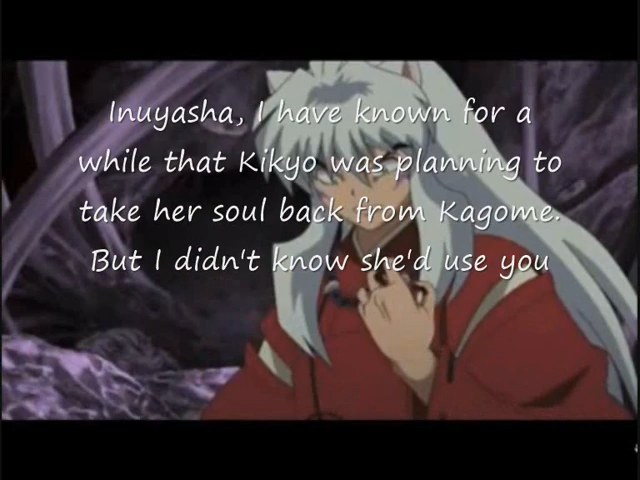 Inuyasha, I have known for a
while that Kikyo was planning to
take her soul back from Kagome.
But I didn't know she'd use you